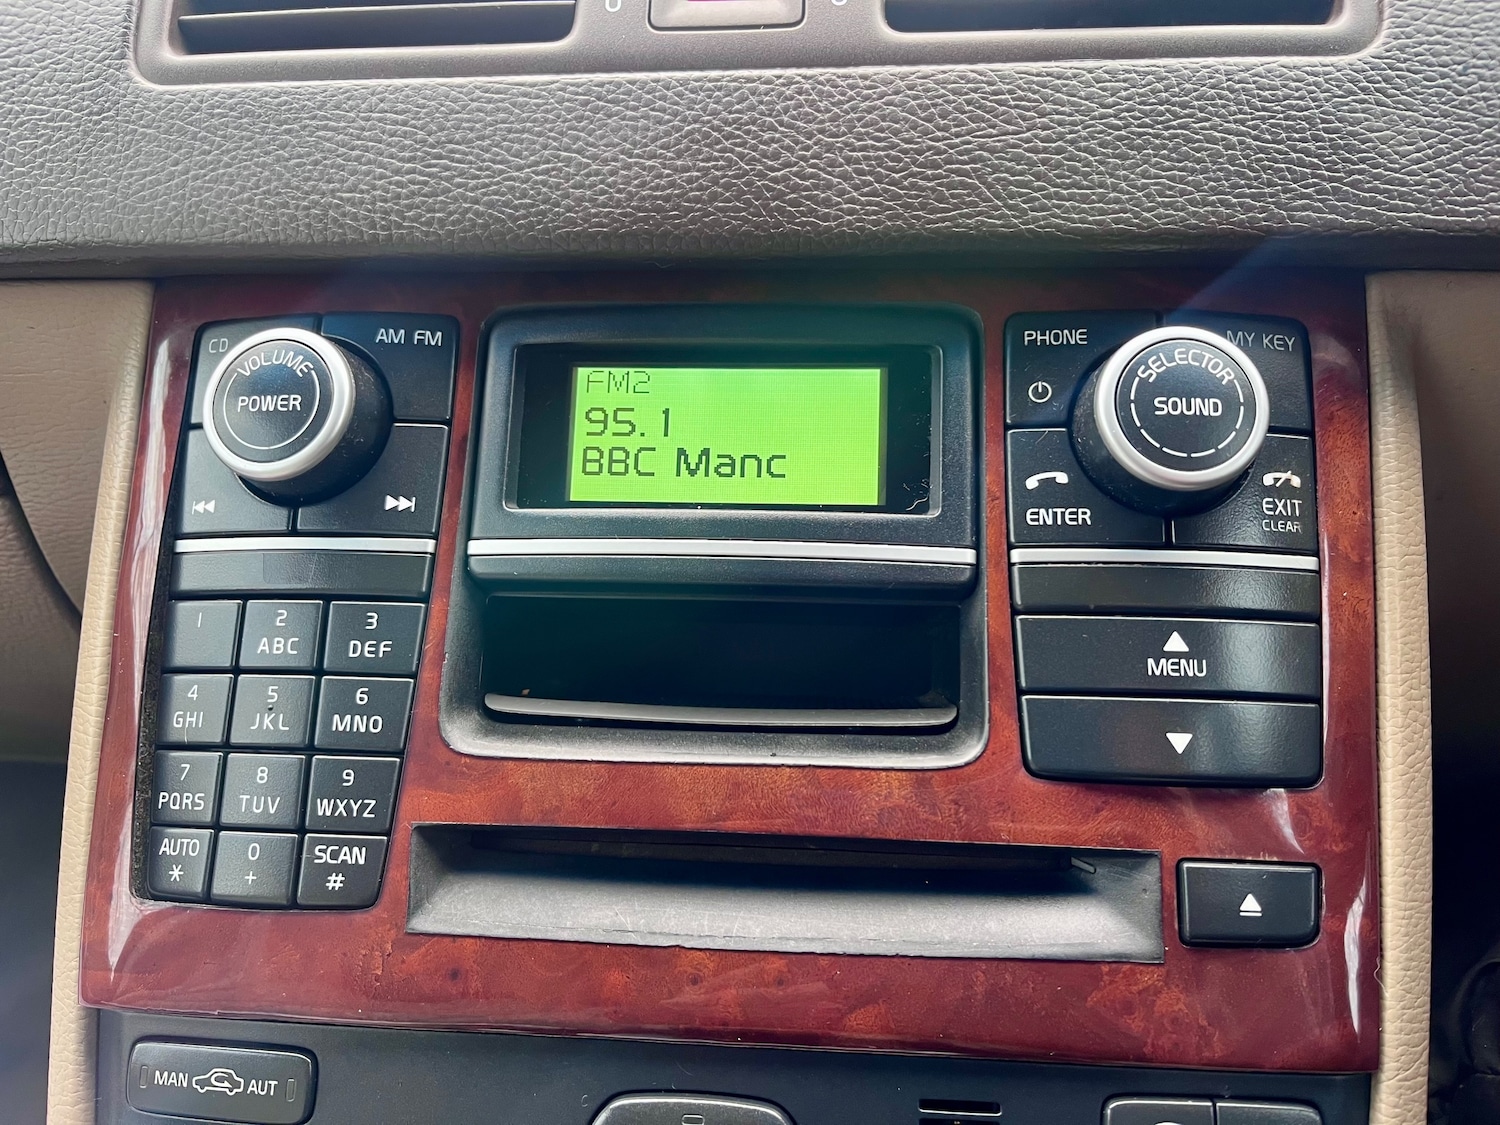 CD
AM FM
VOLUME
POWER
FM2
95.1
BBC Manc
PHONE
MY KEY
SELECTOR
SOUND
ENTER
EXIT
CLEAR
1
2
ABC
3
DEF
4
GHI
5
JKL
6
MNO
7
PQRS
8
TUV
9
WXYZ
AUTO
*
0
+
SCAN
#
MENU
MAN
AUT